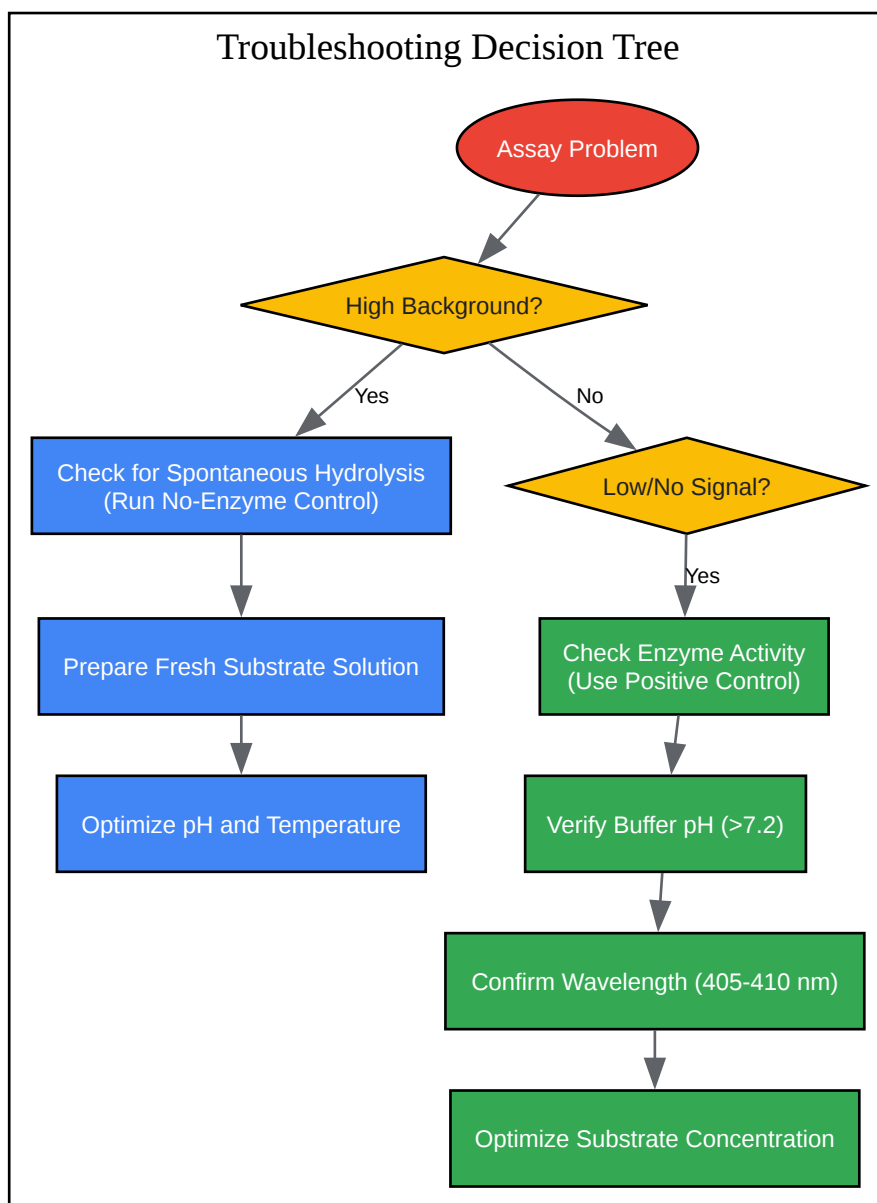 Troubleshooting Decision Tree
Assay Problem
High Background?
Yes
No
Check for Spontaneous Hydrolysis
(Run No-Enzyme Control)
Low/No Signal?
Yes
Prepare Fresh Substrate Solution
Check Enzyme Activity
(Use Positive Control)
Optimize pH and Temperature
Verify Buffer pH (>7.2)
Confirm Wavelength (405-410 nm)
Optimize Substrate Concentration